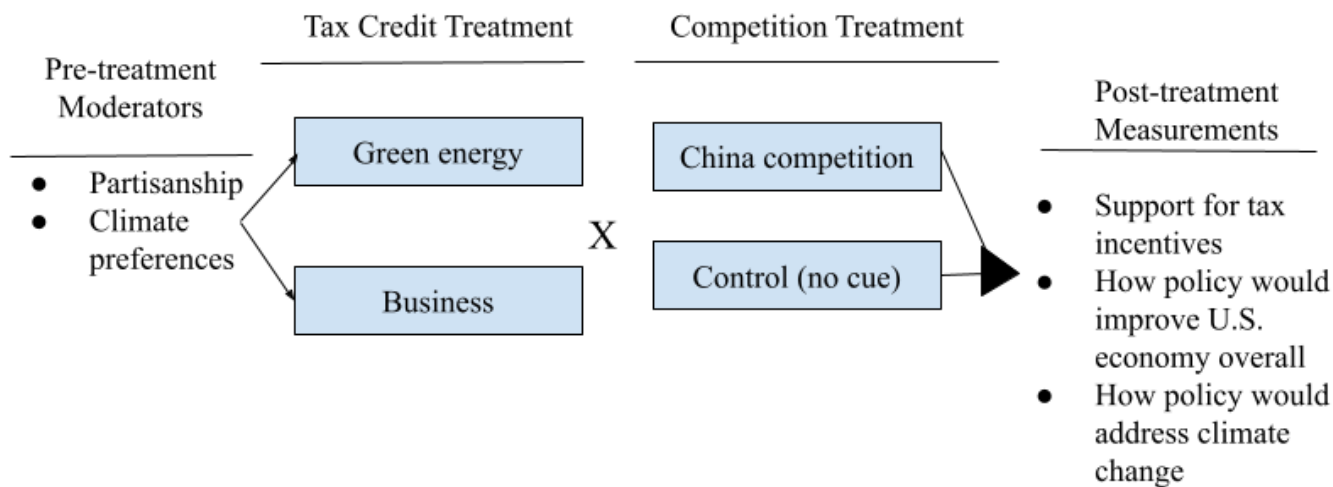 Pre-treatment
Moderators
● Partisanship
● Climate
preferences
Tax Credit Treatment
Green energy
Business
X
Competition Treatment
China competition
Control (no cue)
Post-treatment
Measurements
● Support for tax
incentives
● How policy would
improve U.S.
economy overall
● How policy would
address climate
change